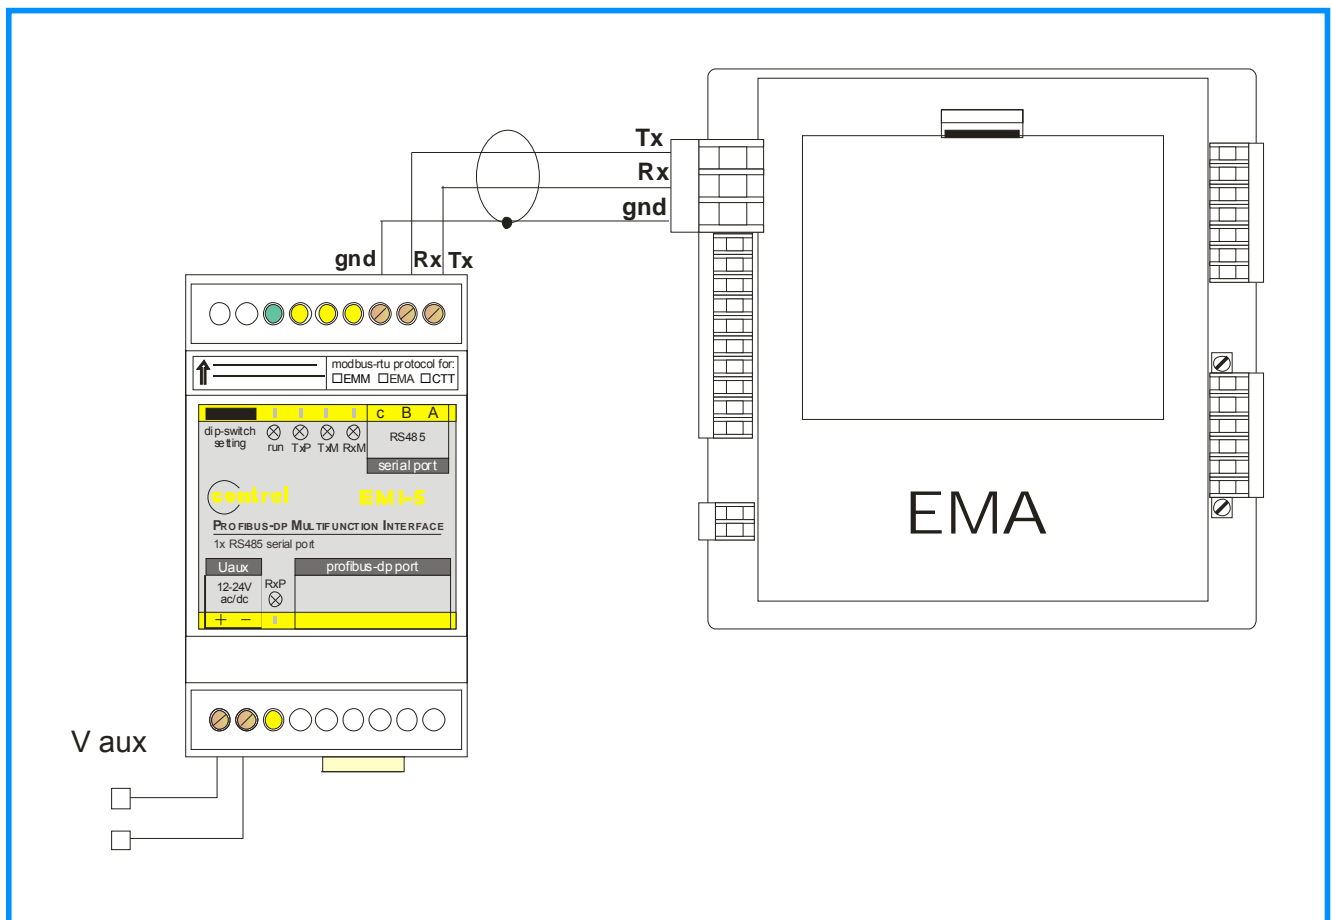 Tx
Rx
gnd
gnd Rx Tx
modbus-rtu protocol for:
EMM EMA CTT
c B A
dip-switch
setting
run TxP TxM RxM
RS485
serial port
contrel EMI-5
PROFIBUS-DP MULTIFUNCTION INTERFACE
1x RS485 serial port
Uaux profibus-dp port
12-24V
ac/dc
RxP
+ −
EMA
V aux